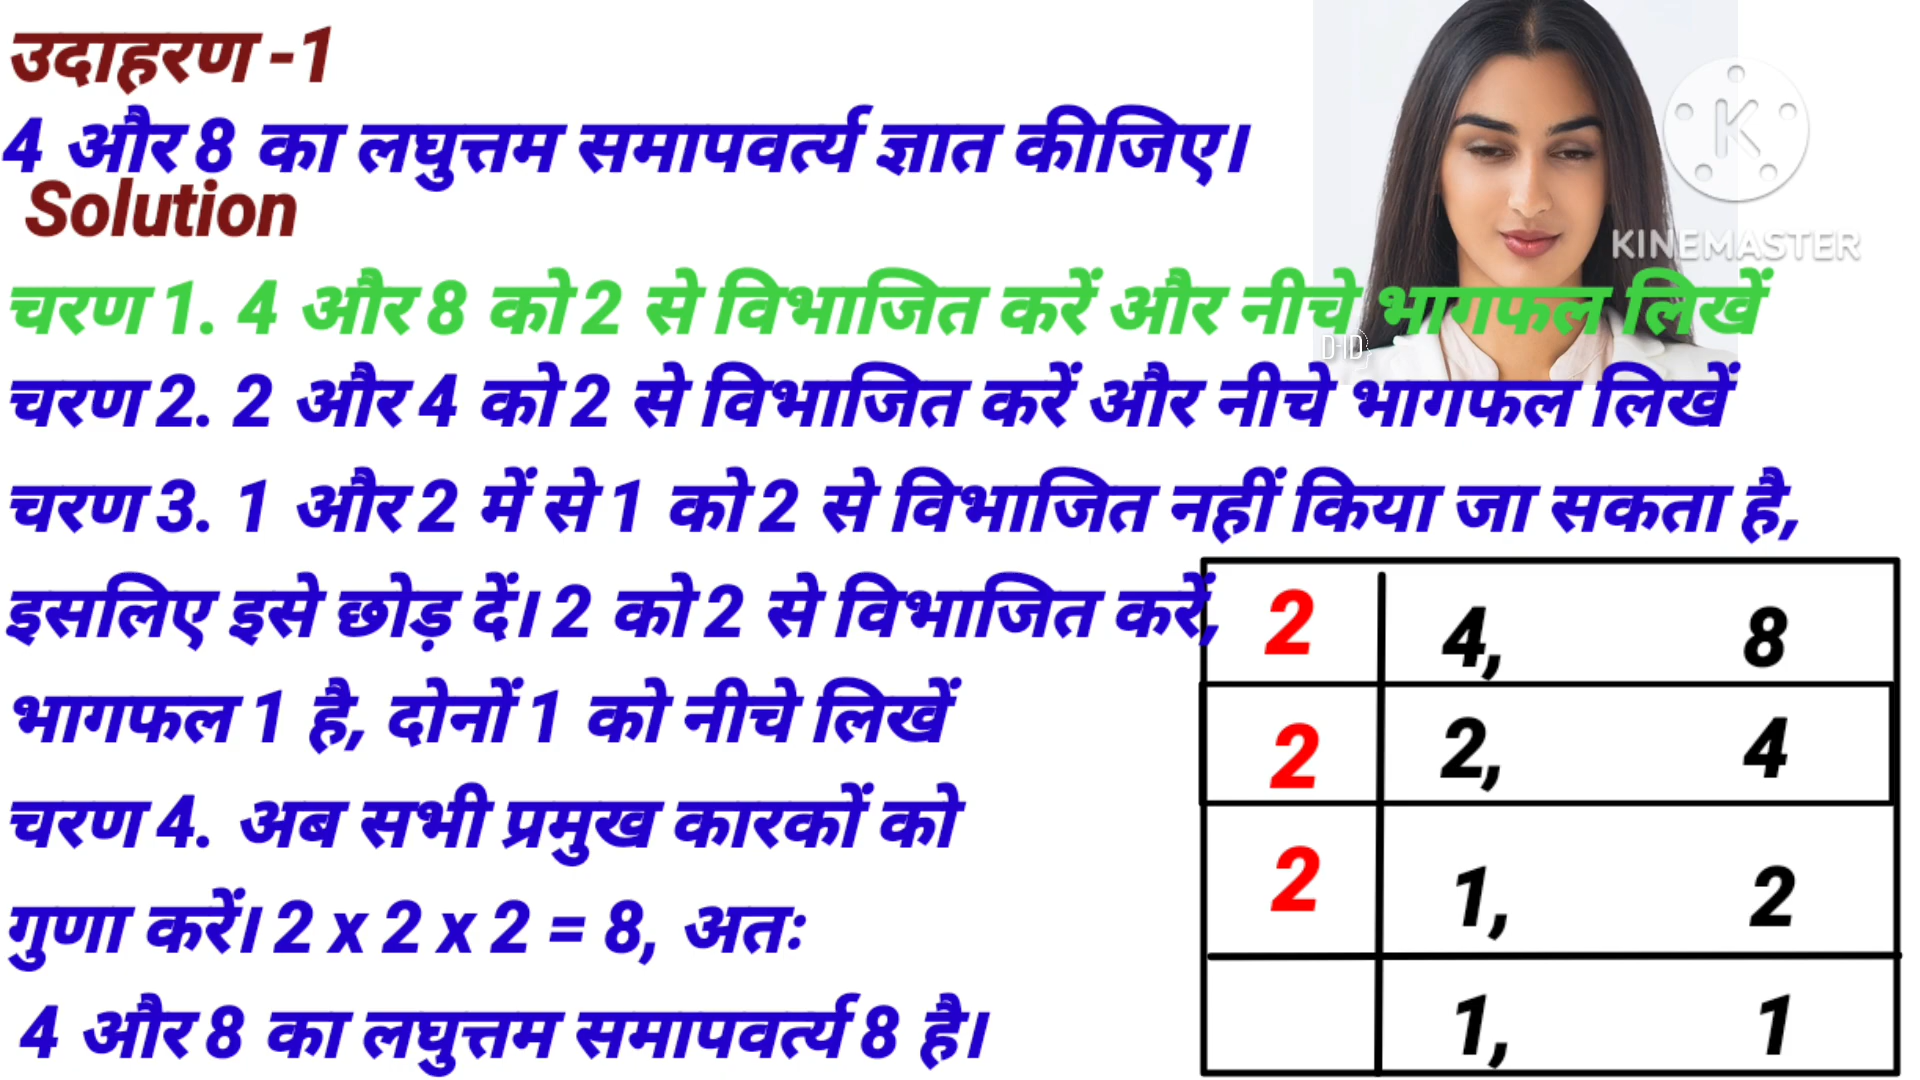 उदाहरण -1
4 और 8 का लघुत्तम समापवर्त्य ज्ञात कीजिए।
Solution
KINEMASTER
चरण 1. 4 और 8 को 2 से विभाजित करें और नीचे भागफल लिखें
D-ID
चरण 2. 2 और 4 को 2 से विभाजित करें और नीचे भागफल लिखें
चरण 3. 1 और 2 में से 1 को 2 से विभाजित नहीं किया जा सकता है,
इसलिए इसे छोड़ दें। 2 को 2 से विभाजित करें,
भागफल 1 है, दोनों 1 को नीचे लिखें
चरण 4. अब सभी प्रमुख कारकों को
गुणा करें। 2 x 2 x 2 = 8, अतः
4 और 8 का लघुत्तम समापवर्त्य 8 है।
2 4, 8
2 2, 4
2 1, 2
1, 1